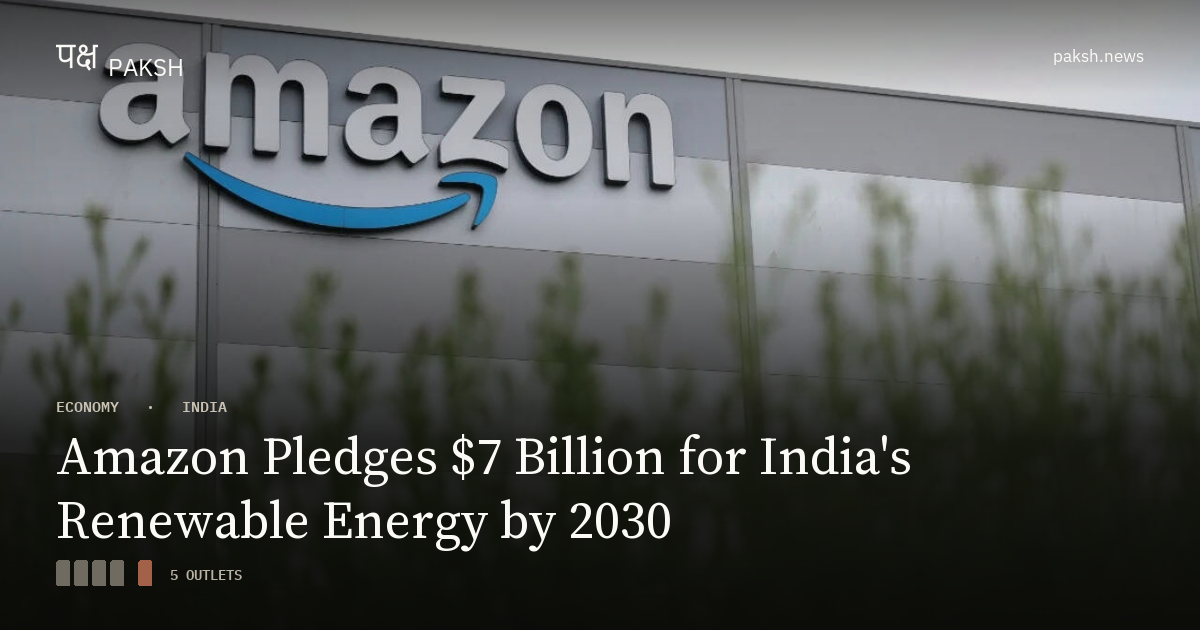 पक्ष PAKSH
paksh.news
amazon
ECONOMY · INDIA
Amazon Pledges $7 Billion for India's
Renewable Energy by 2030
5 OUTLETS